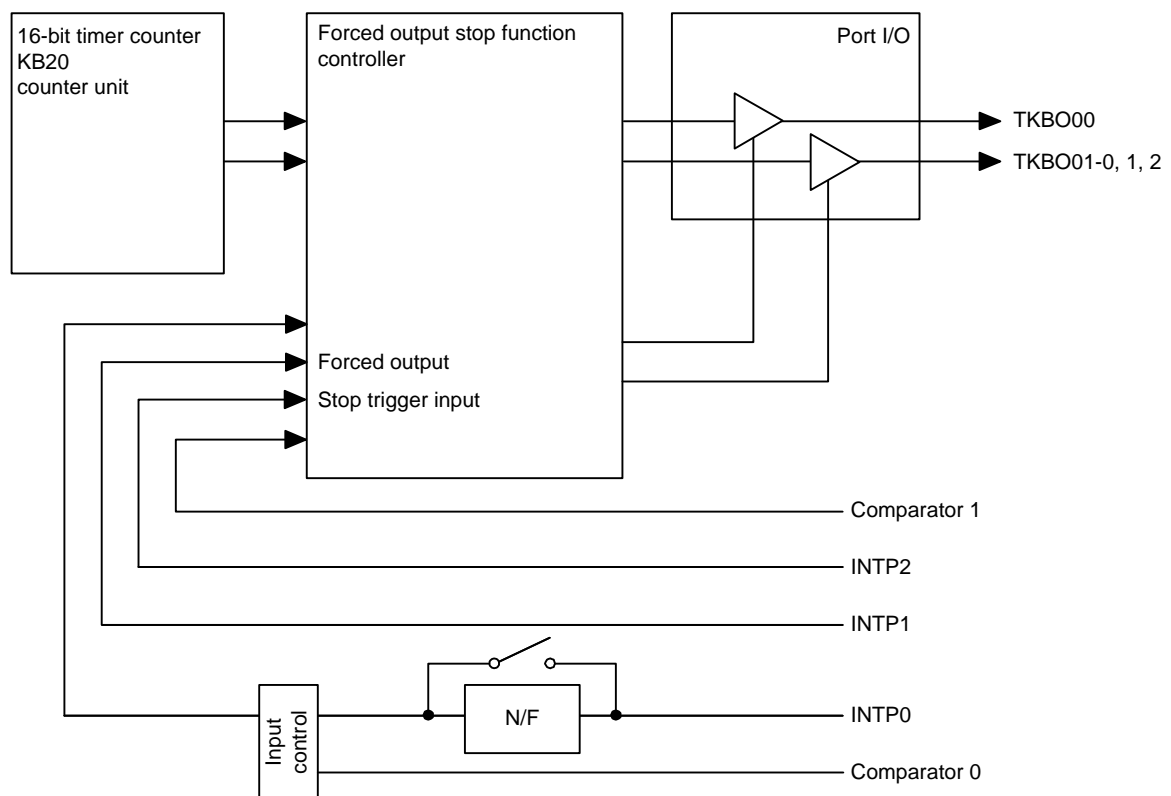 16-bit timer counter
KB20
counter unit
Forced output stop function
controller
Port I/O
TKBO00
TKBO01-0, 1, 2
Forced output
Stop trigger input
Comparator 1
INTP2
INTP1
N/F
INTP0
Input
control
Comparator 0